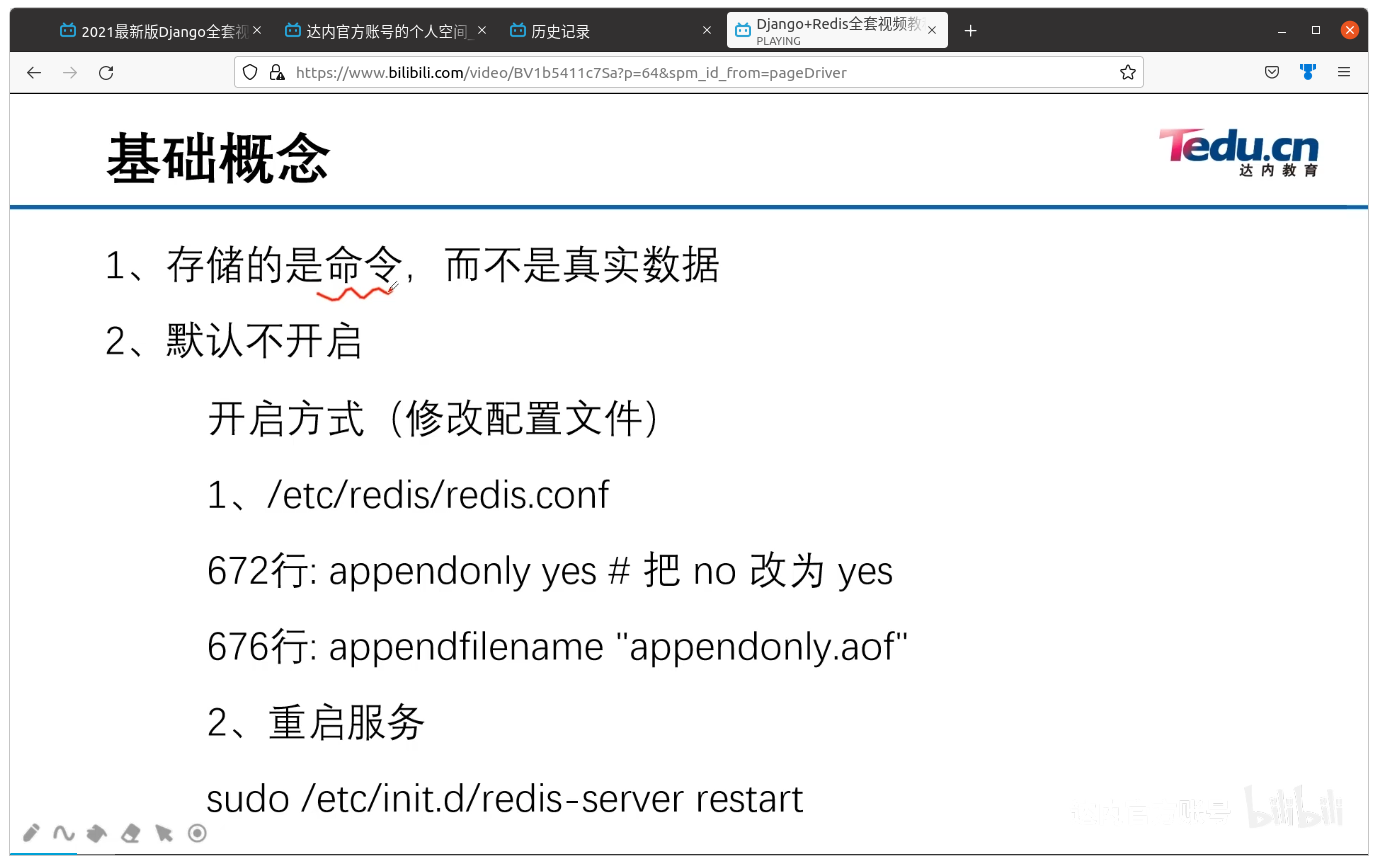 2021最新版Django全套视
达内官方账号的个人空间_
历史记录
Django+Redis全套视频教
PLAYING
https://www.bilibili.com/video/BV1b5411c7Sa?p=64&spm_id_from=pageDriver
基础概念
Tedu.cn
达内教育
1、存储的是命令，而不是真实数据
2、默认不开启
开启方式（修改配置文件）
1、/etc/redis/redis.conf
672行: appendonly yes # 把 no 改为 yes
676行: appendfilename "appendonly.aof"
2、重启服务
sudo /etc/init.d/redis-server restart
达内官方账号 bilibili